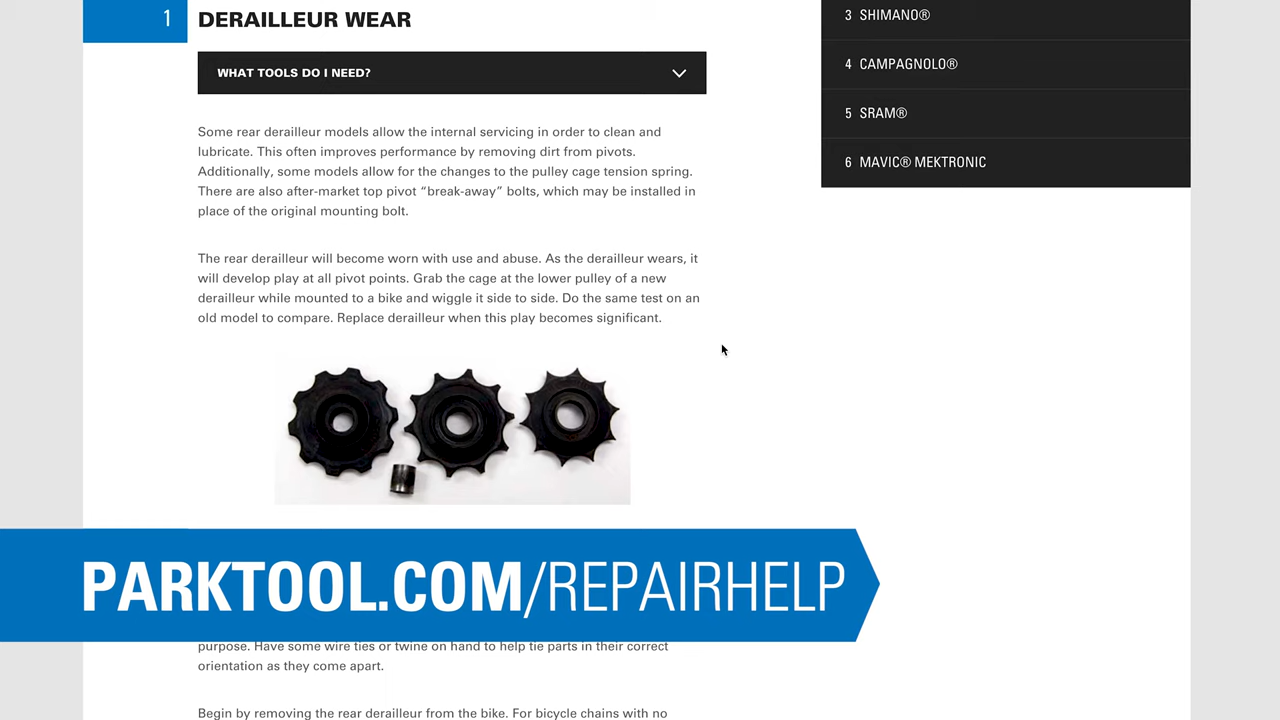 1 DERAILLEUR WEAR
WHAT TOOLS DO I NEED?
Some rear derailleur models allow the internal servicing in order to clean and
lubricate. This often improves performance by removing dirt from pivots.
Additionally, some models allow for the changes to the pulley cage tension spring.
There are also after-market top pivot “break-away” bolts, which may be installed in
place of the original mounting bolt.
The rear derailleur will become worn with use and abuse. As the derailleur wears, it
will develop play at all pivot points. Grab the cage at the lower pulley of a new
derailleur while mounted to a bike and wiggle it side to side. Do the same test on an
old model to compare. Replace derailleur when this play becomes significant.
PARKTOOL.COM/REPAIRHELP
purpose. Have some wire ties or twine on hand to help tie parts in their correct
orientation as they come apart.
Begin by removing the rear derailleur from the bike. For bicycle chains with no
3 SHIMANO®
4 CAMPAGNOLO®
5 SRAM®
6 MAVIC® MEKTRONIC